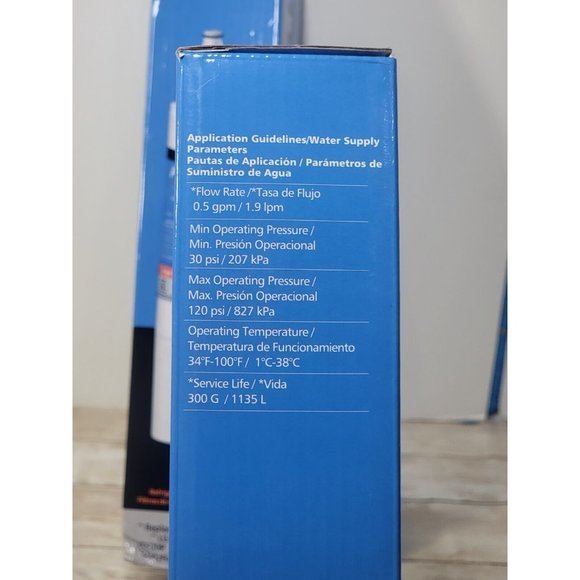 Application Guidelines/Water Supply
Parameters
Pautas de Aplicación / Parámetros de
Suministro de Agua
*Flow Rate /*Tasa de Flujo
0.5 gpm / 1.9 lpm
Min Operating Pressure /
Min. Presión Operacional
30 psi / 207 kPa
Max Operating Pressure /
Max. Presión Operacional
120 psi / 827 kPa
Operating Temperature /
Temperatura de Funcionamiento
34°F-100°F / 1°C-38°C
*Service Life / *Vida
300 G / 1135 L